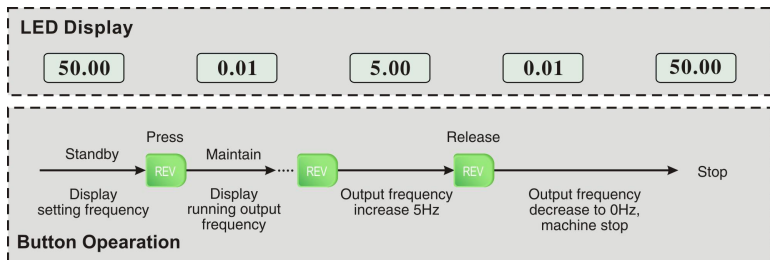 LED Display
50.00 0.01 5.00 0.01 50.00
Press Release
Standby REV Maintain .... REV REV Stop
Display
setting frequency
Display
running output
frequency
Output frequency
increase 5Hz
Output frequency
decrease to 0Hz,
machine stop
Button Opearation